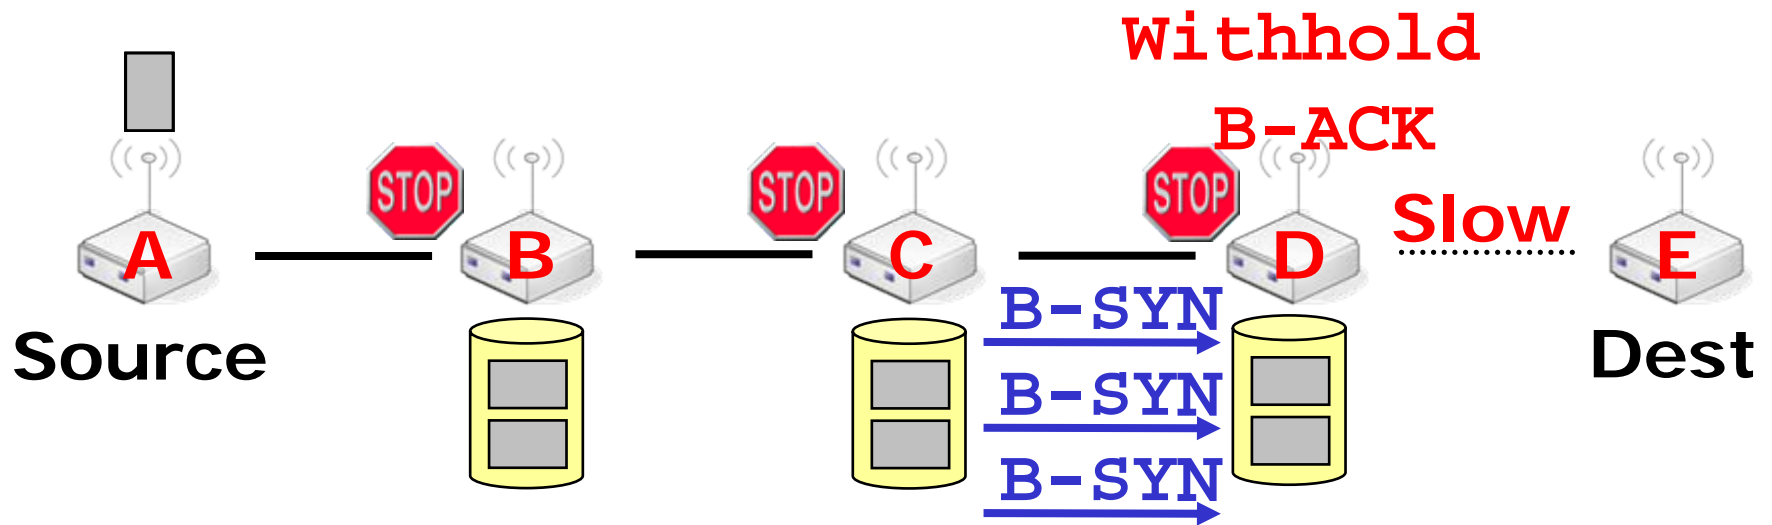 Withhold
B-ACK
STOP
STOP
STOP
Slow
A
B
C
D
E
B-SYN
Source
Dest
B-SYN
B-SYN